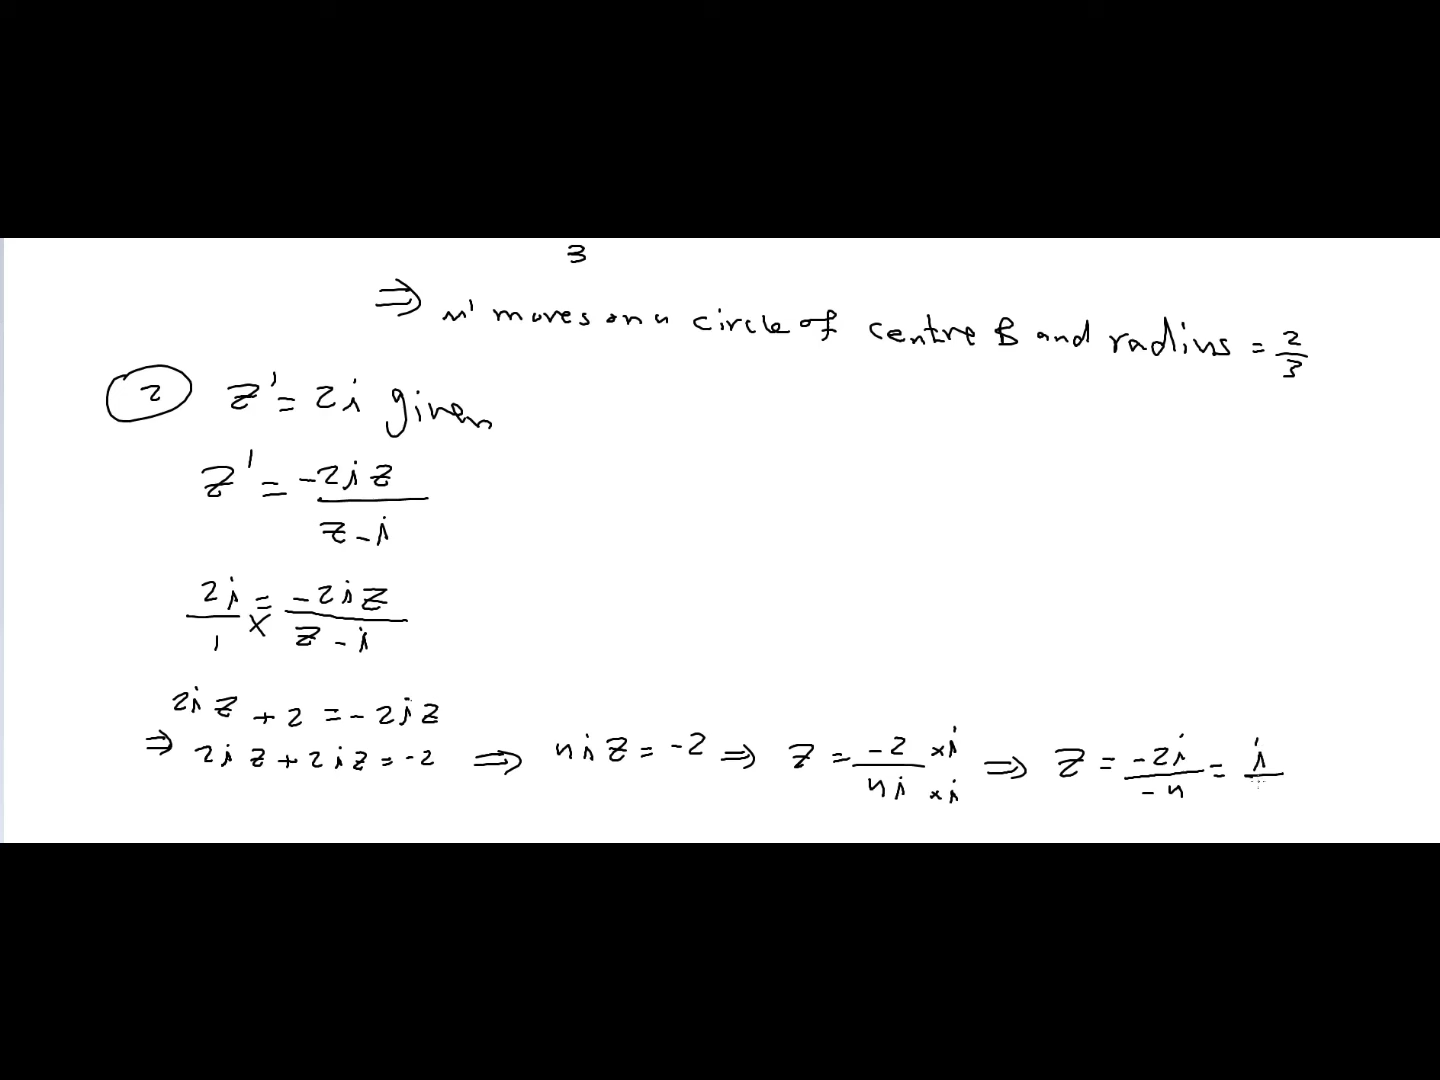 3
⇒ M' moves on a circle of centre B and radius = 2/3
2 z' = 2i given
z' = -2iz / z-i
2i/1 × = -2iz / z-i
2iz + 2 = -2iz
⇒ 2iz + 2iz = -2 ⇒ 4iz = -2 ⇒ z = -2 ×i / 4i ×i ⇒ z = -2i / -4 = i